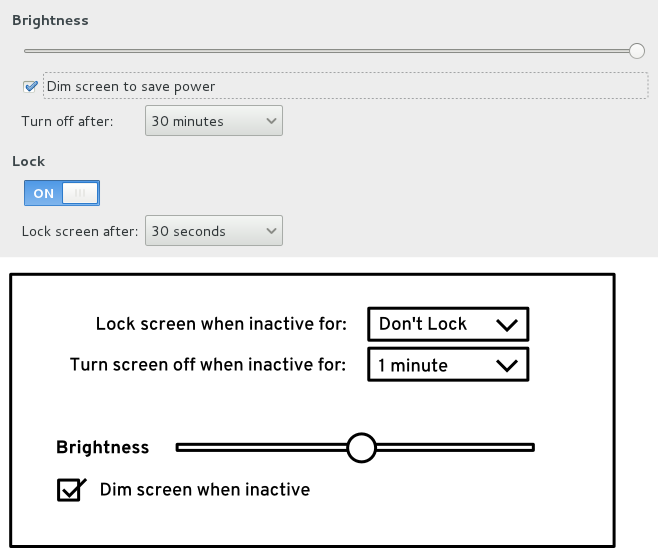 Brightness
Dim screen to save power
Turn off after: 30 minutes
Lock
ON
Lock screen after: 30 seconds
Lock screen when inactive for: Don't Lock
Turn screen off when inactive for: 1 minute
Brightness
Dim screen when inactive